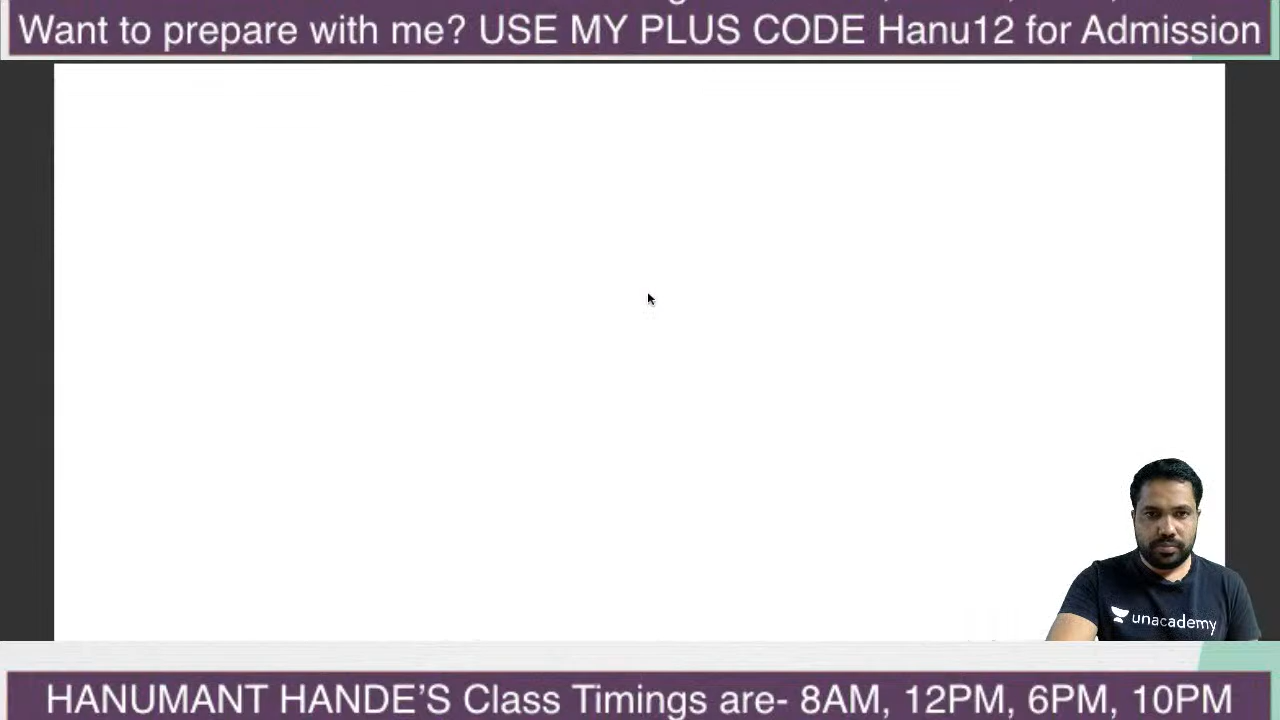 Want to prepare with me? USE MY PLUS CODE Hanu12 for Admission
unacademy
HANUMANT HANDE’S Class Timings are- 8AM, 12PM, 6PM, 10PM